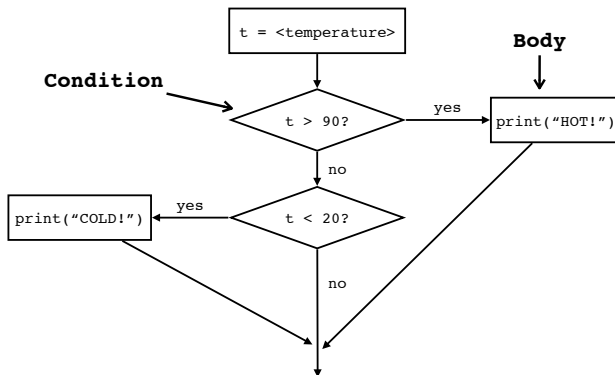 t = <temperature>
Body
Condition
t > 90?
yes
print(“HOT!”)
no
print(“COLD!”)
yes
t < 20?
no